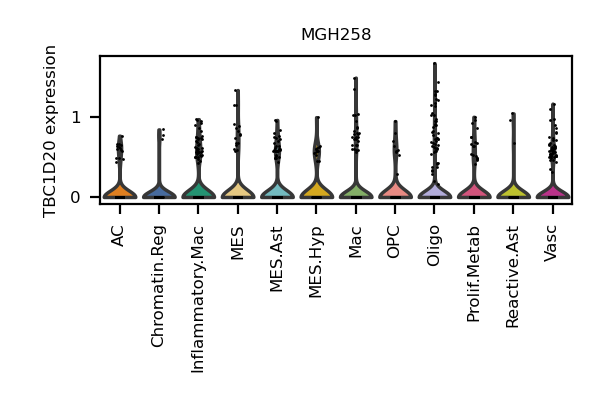 MGH258
TBC1D20 expression
1
0
AC
Chromatin.Reg
Inflammatory.Mac
MES
MES.Ast
MES.Hyp
Mac
OPC
Oligo
Prolif.Metab
Reactive.Ast
Vasc